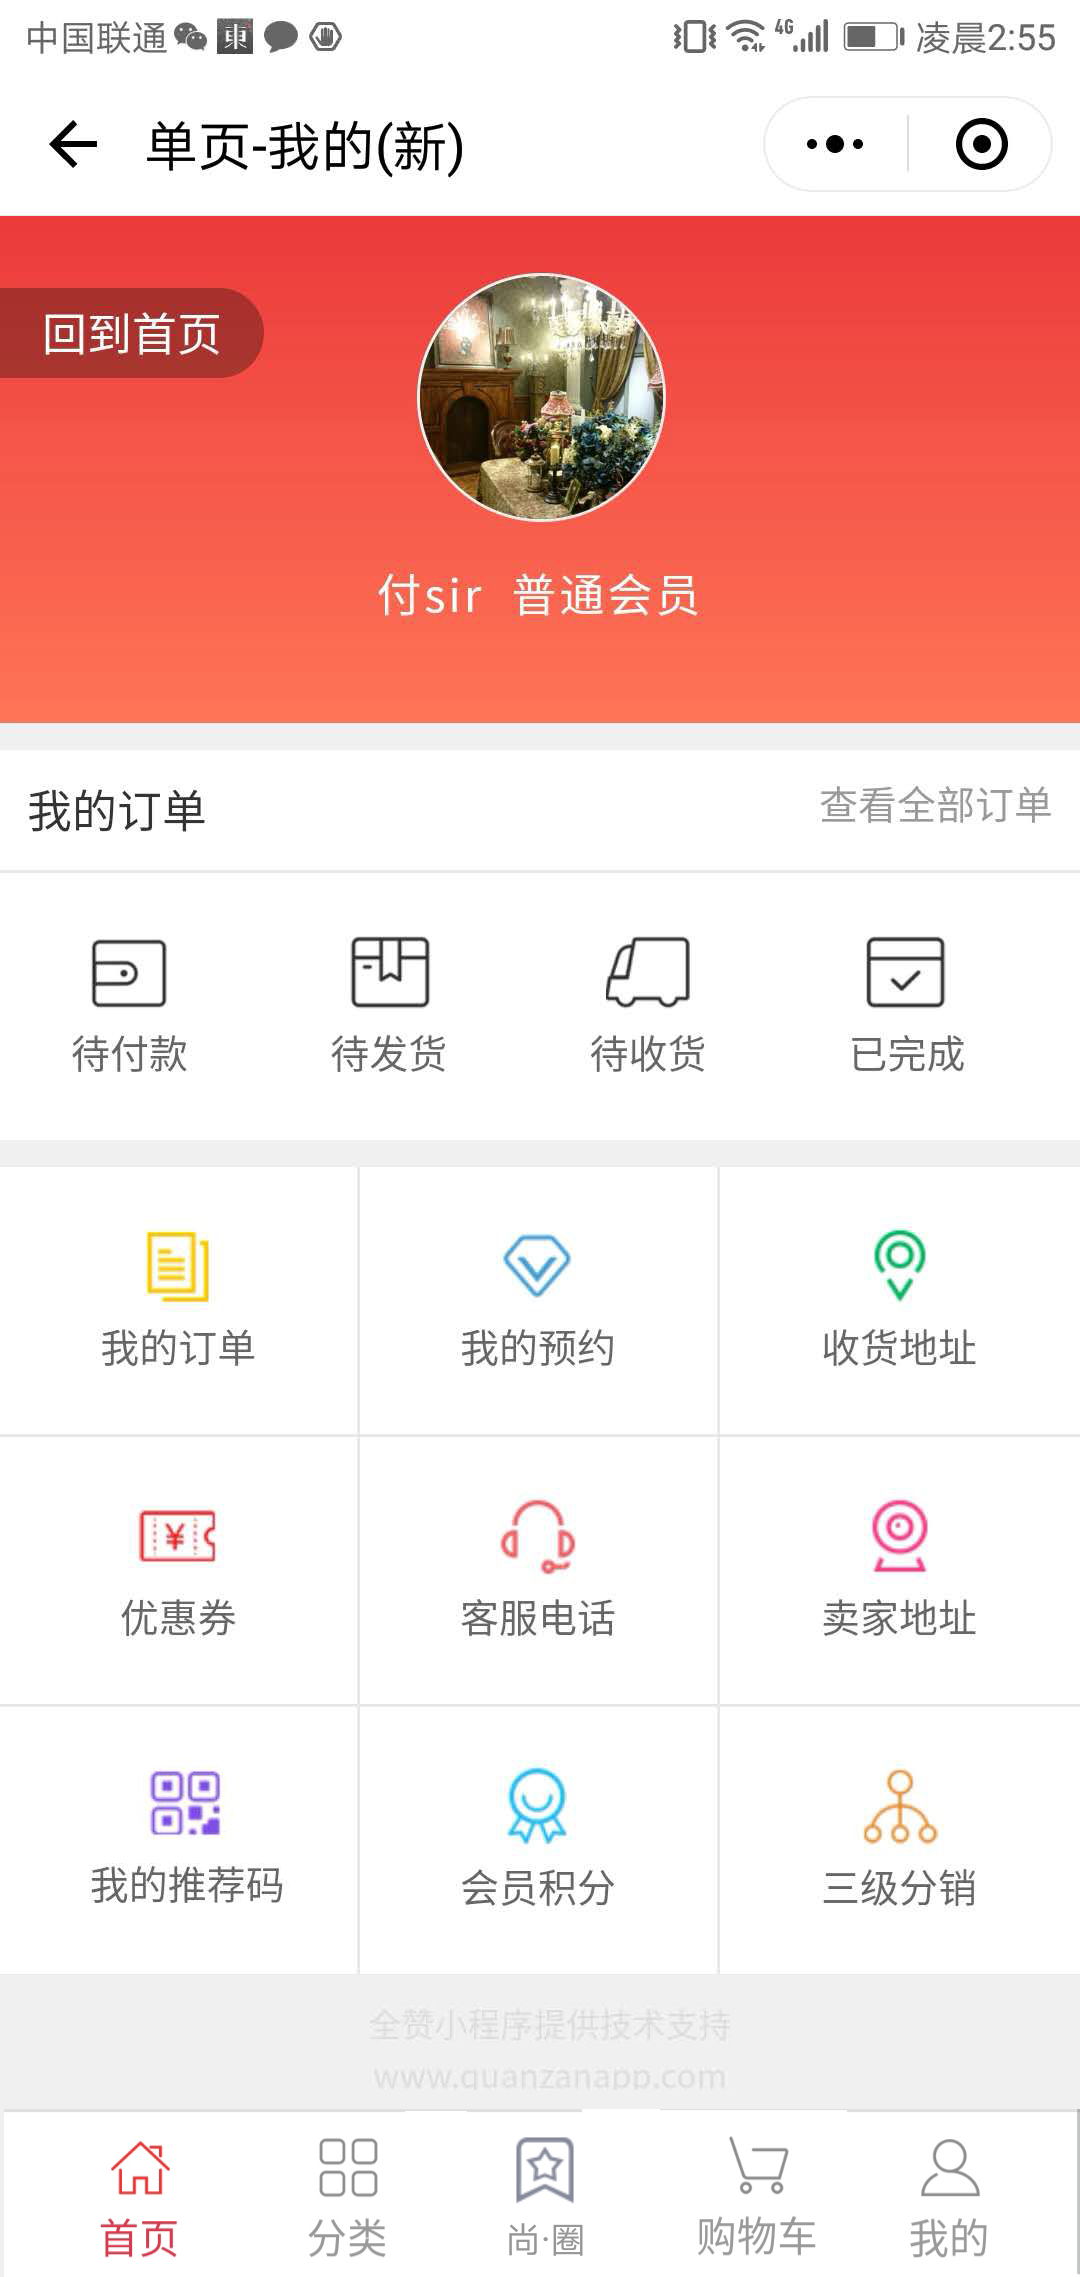 中国联通 東 4G 凌晨2:55
单页-我的(新)
回到首页
付sir 普通会员
我的订单 查看全部订单
待付款 待发货 待收货 已完成
我的订单 我的预约 收货地址
优惠券 客服电话 卖家地址
我的推荐码 会员积分 三级分销
全赞小程序提供技术支持
www.quanzanapp.com
首页 分类 尚·圈 购物车 我的